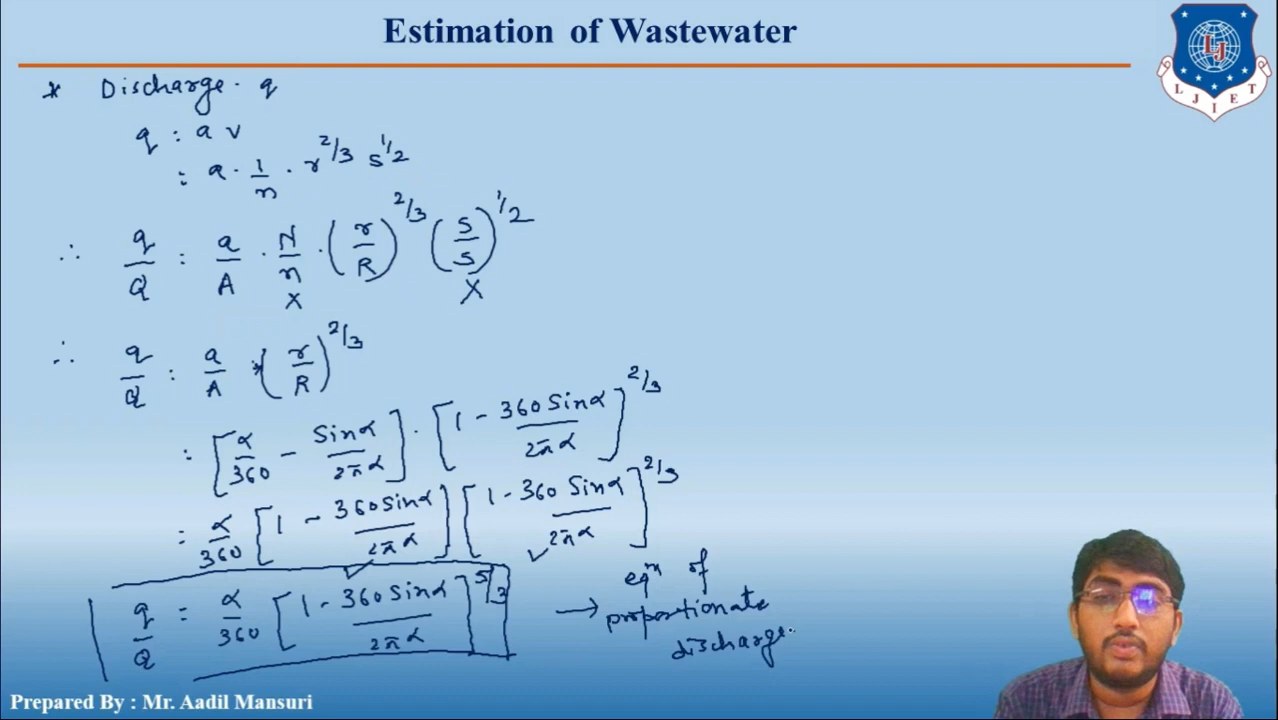 Estimation of Wastewater
LJIET
* Discharge. q
q : a v
: a . 1/n . r^2/3 s^1/2
∴ q/Q : a/A . N/n . (r/R)^2/3 (s/s)^1/2
X X
∴ q/Q : a/A * (r/R)^2/3
: [α/360 - Sinα/2πα] . [1 - 360 Sinα/2πα]^2/3
: α/360 [1 - 360 Sinα/2πα] [1 - 360 Sinα/2πα]^2/3
q/Q : α/360 [1 - 360 Sinα/2πα]^5/3 → eqⁿ of
proportionate
discharge.
Prepared By : Mr. Aadil Mansuri